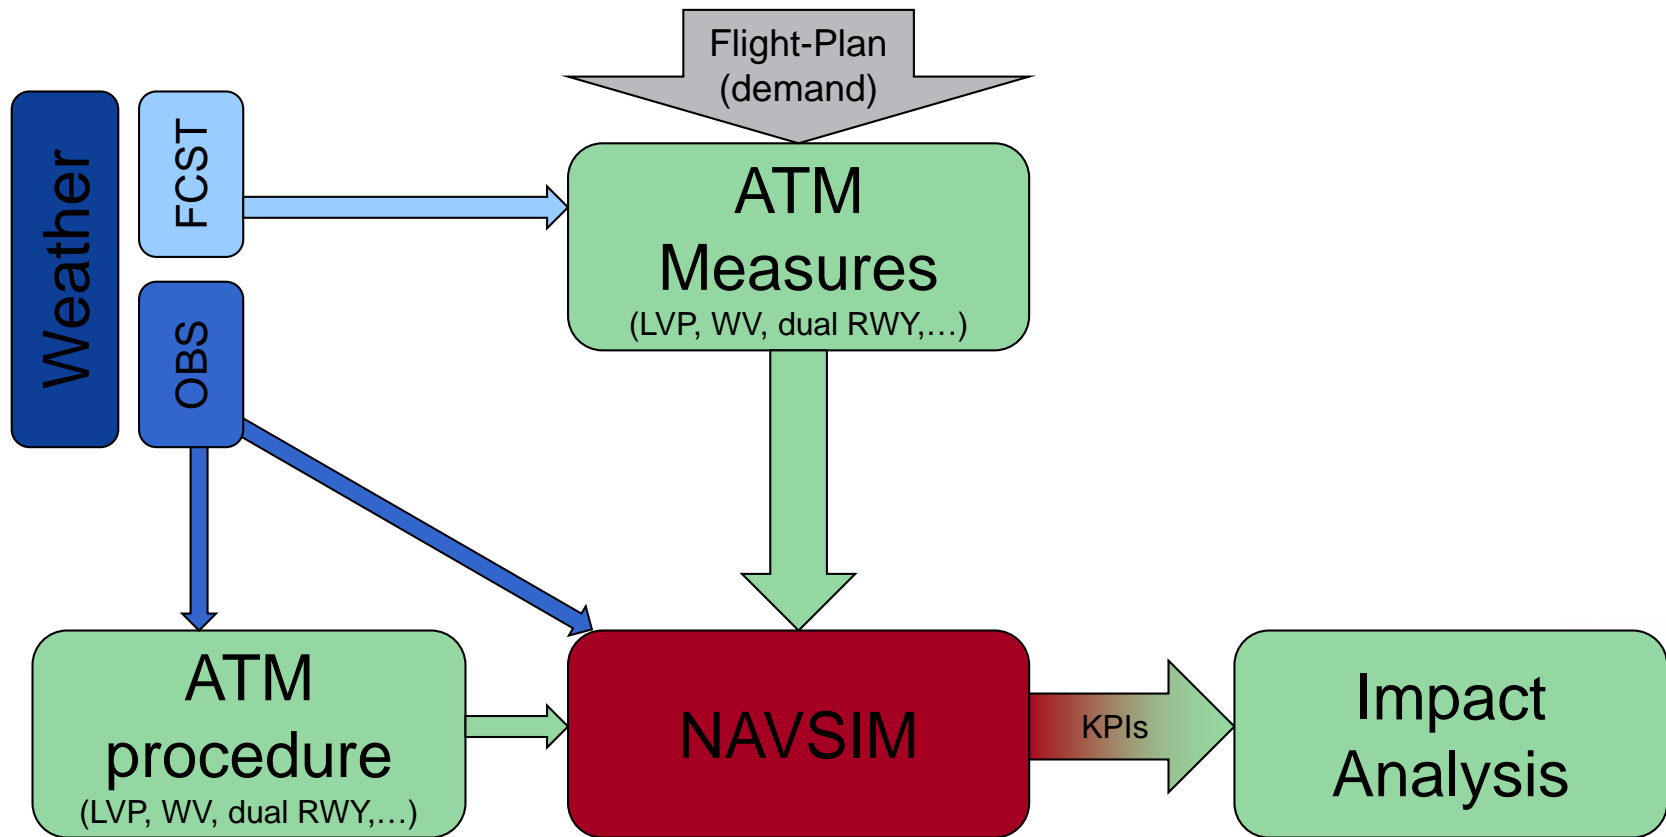 Flight-Plan
(demand)
Weather
FCST
OBS
ATM
Measures
(LVP, WV, dual RWY,...)
ATM
procedure
(LVP, WV, dual RWY,...)
NAVSIM
KPIs
Impact
Analysis